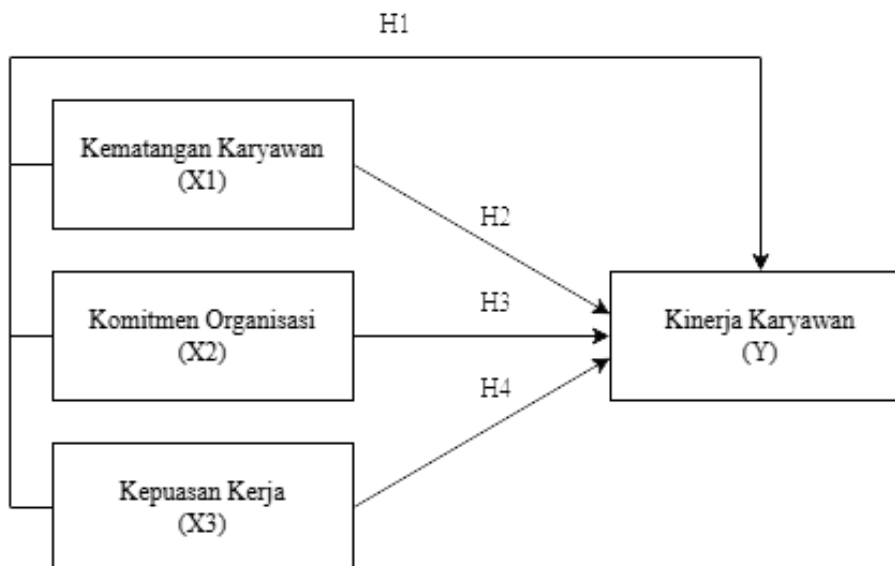 H1
Kematangan Karyawan
(X1)
H2
Komitmen Organisasi
(X2)
H3
Kinerja Karyawan
(Y)
H4
Kepuasan Kerja
(X3)